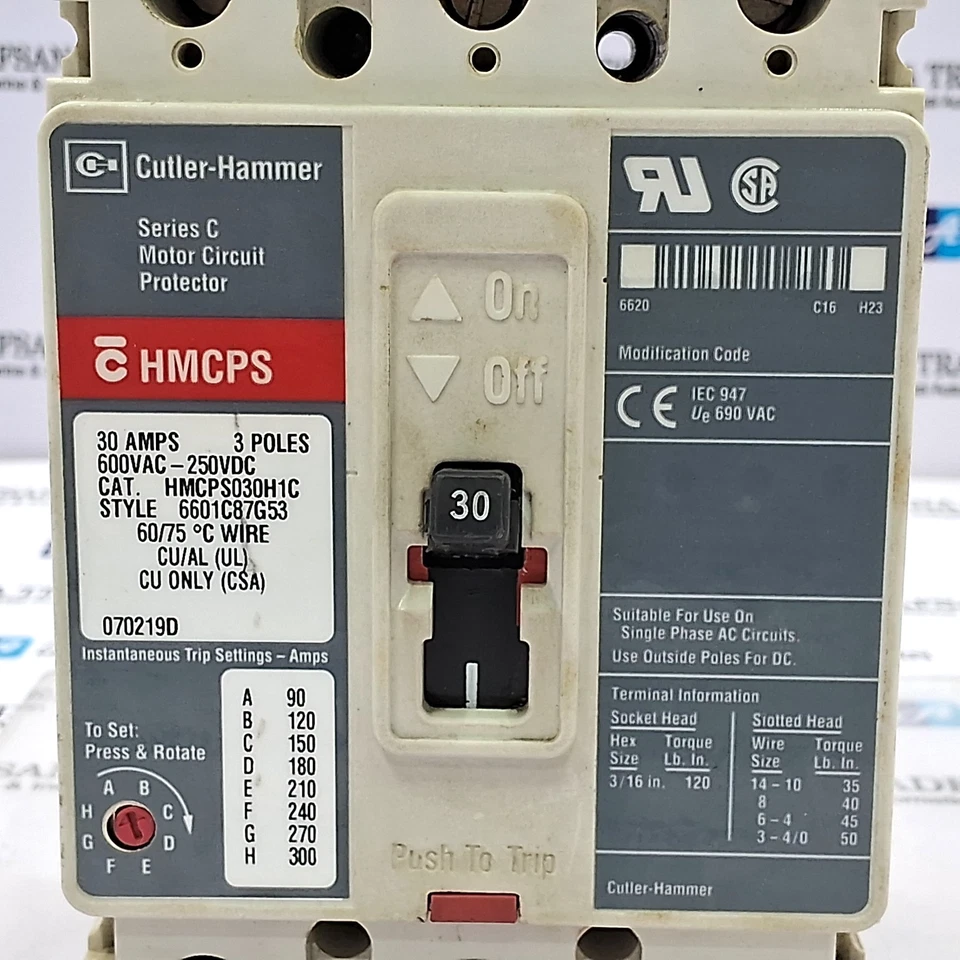 Cutler-Hammer
Series C
Motor Circuit
Protector
HMCPS
30 AMPS 3 POLES
600VAC-250VDC
CAT. HMCPS030H1C
STYLE 6601C87G53
60/75 °C WIRE
CU/AL (UL)
CU ONLY (CSA)
070219D
Instantaneous Trip Settings - Amps
A 90
B 120
C 150
D 180
E 210
F 240
G 270
H 300
To Set:
Press & Rotate
A B
H C
G D
F E
On
Off
30
Push To Trip
6620 C16 H23
Modification Code
CE IEC 947
Ue 690 VAC
Suitable For Use On
Single Phase AC Circuits.
Use Outside Poles For DC.
Terminal Information
Socket Head
Hex Torque
Size Lb. In.
3/16 in. 120
Slotted Head
Wire Torque
Size Lb. In.
14 - 10 35
8 40
6 - 4 45
3 - 4/0 50
Cutler-Hammer